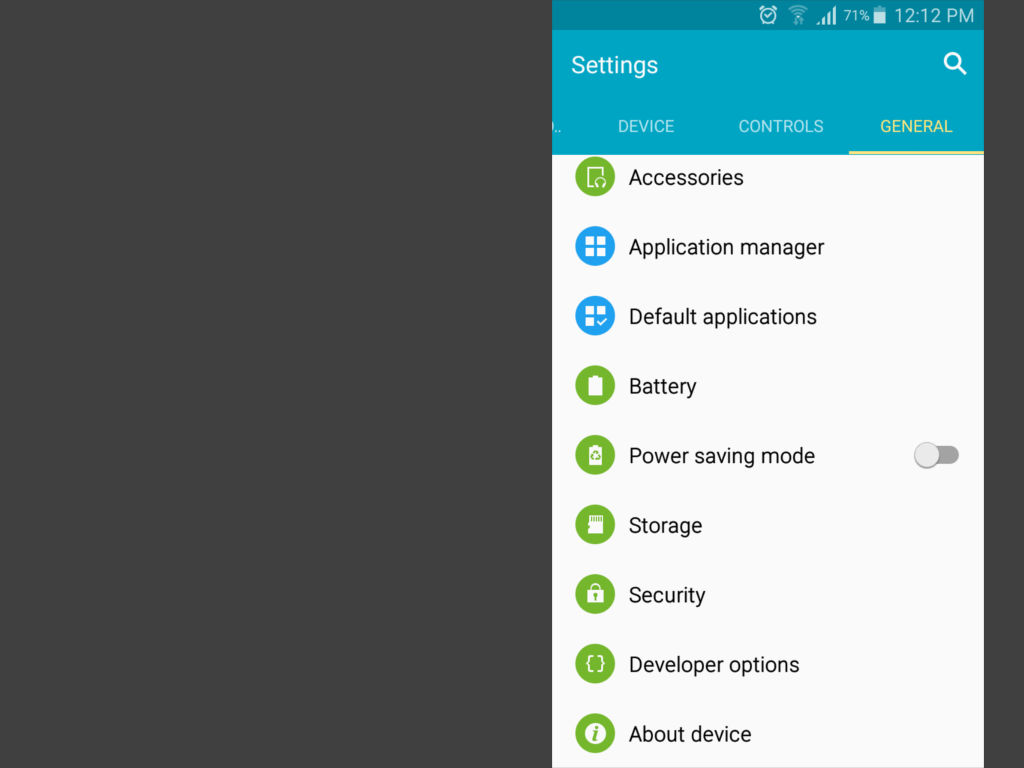 71% 12:12 PM
Settings
DEVICE CONTROLS GENERAL
Accessories
Application manager
Default applications
Battery
Power saving mode
Storage
Security
Developer options
About device